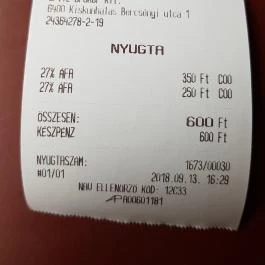 Kft.
6400 Kiskunhalas Bercsényi utca 1
24364278-2-19
NYUGTA
27% ÁFA 350 Ft C00
27% ÁFA 250 Ft C00
ÖSSZESEN: 600 Ft
KÉSZPÉNZ 600 Ft
NYUGTASZÁM: 1673/00030
#01/01 2018.09.13. 16:29
NAV ELLENŐRZŐ KÓD: 12C33
APA00601181